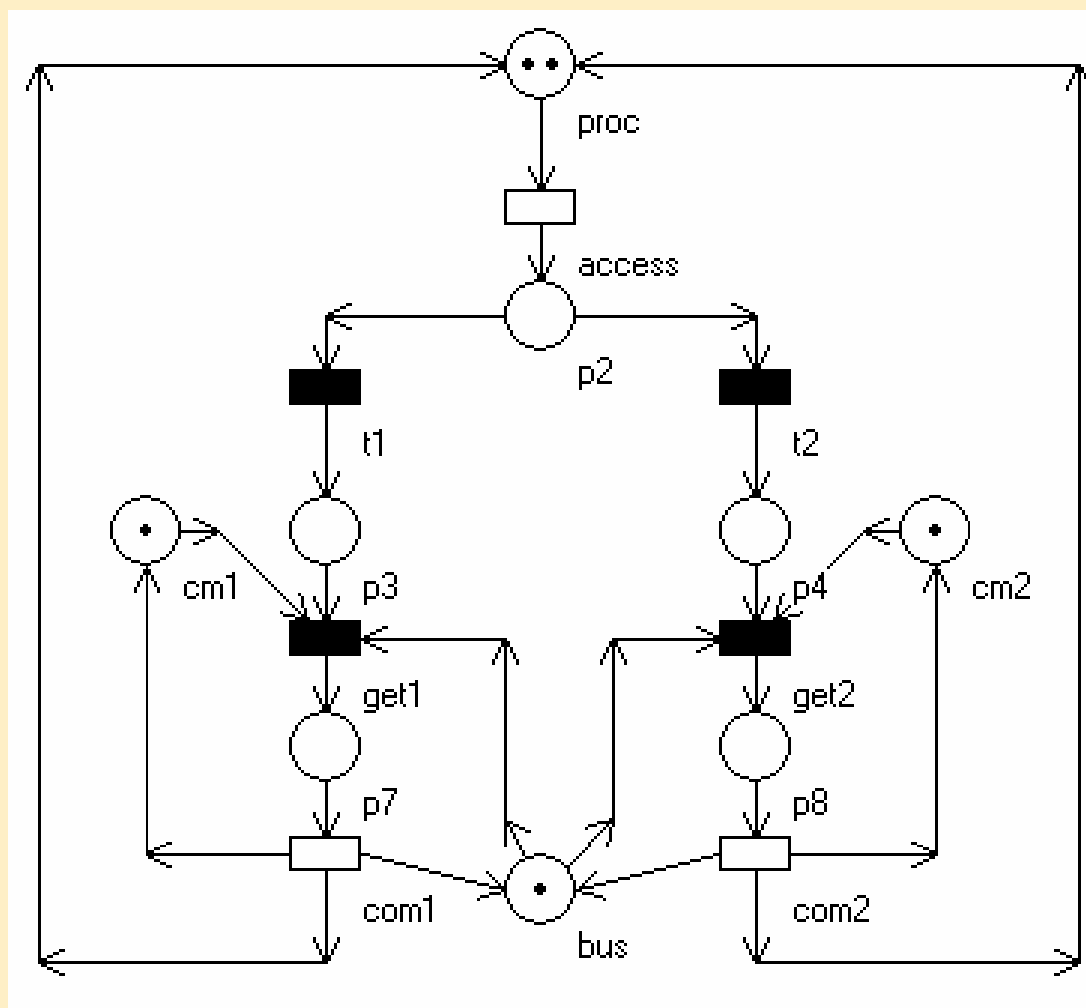 proc
access
p2
t1
t2
cm1
p3
p4
cm2
get1
get2
p7
p8
com1
com2
bus